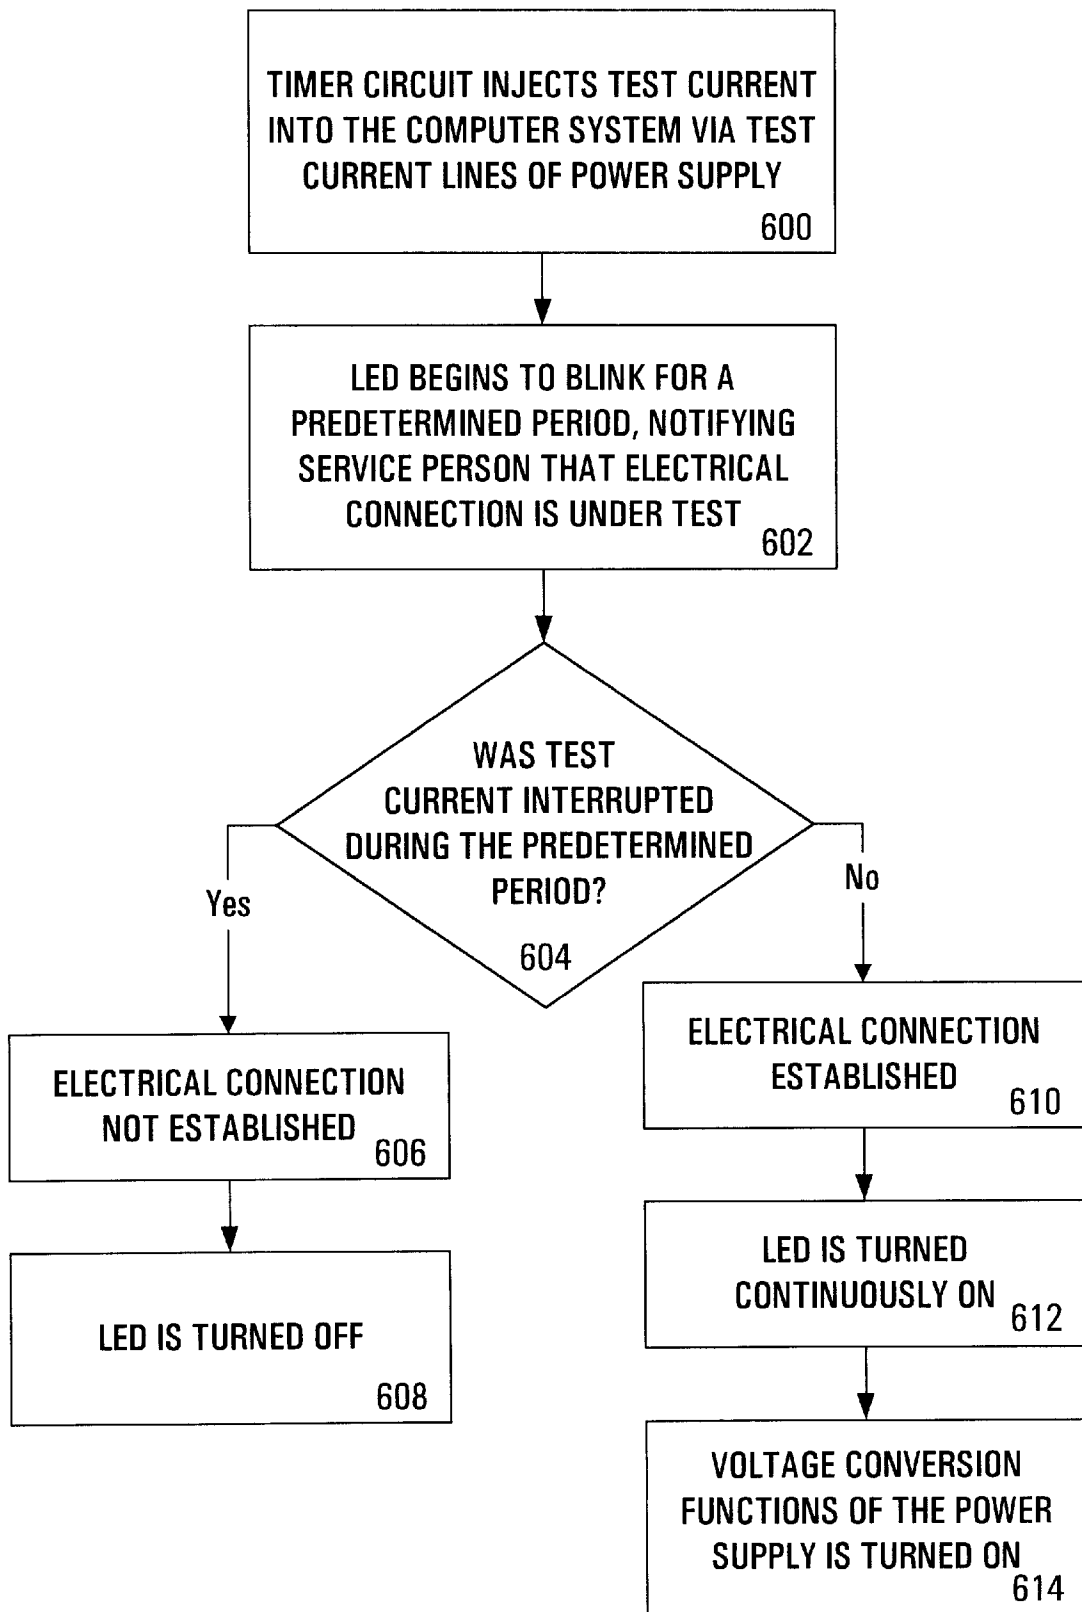 TIMER CIRCUIT INJECTS TEST CURRENT
INTO THE COMPUTER SYSTEM VIA TEST
CURRENT LINES OF POWER SUPPLY
600
LED BEGINS TO BLINK FOR A
PREDETERMINED PERIOD, NOTIFYING
SERVICE PERSON THAT ELECTRICAL
CONNECTION IS UNDER TEST
602
WAS TEST
CURRENT INTERRUPTED
DURING THE PREDETERMINED
PERIOD?
604
Yes
No
ELECTRICAL CONNECTION
NOT ESTABLISHED
606
LED IS TURNED OFF
608
ELECTRICAL CONNECTION
ESTABLISHED
610
LED IS TURNED
CONTINUOUSLY ON
612
VOLTAGE CONVERSION
FUNCTIONS OF THE POWER
SUPPLY IS TURNED ON
614